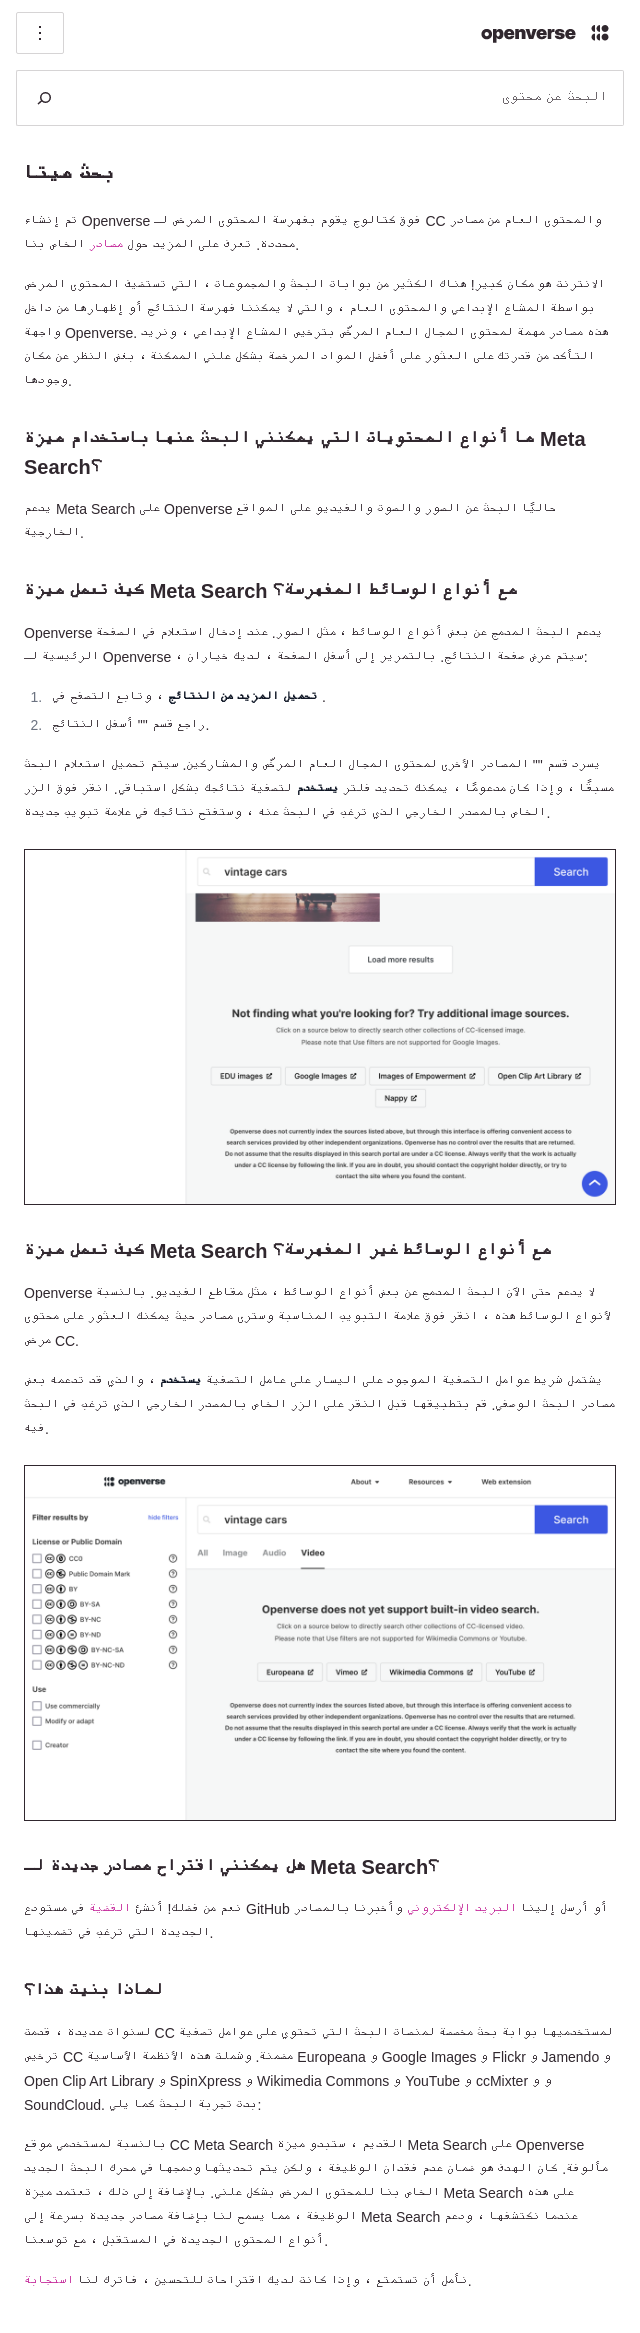 openverse
البحث عن محتوى
بحث ميتا
تم إنشاء Openverse فوق كتالوج يقوم بفهرسة المحتوى المرخص لـ CC والمحتوى العام من مصادر
محددة. تعرف على المزيد حول مصادر الخاص بنا.
الانترنت هو مكان كبير! هناك الكثير من بوابات البحث والمجموعات ، التي تستضيف المحتوى المرخص
بواسطة المشاع الإبداعي والمحتوى العام ، والتي لا يمكننا فهرسة النتائج أو إظهارها من داخل
واجهة Openverse. هذه مصادر مهمة لمحتوى المجال العام المرخّص بترخيص المشاع الإبداعي ، ونريد
التأكد من قدرتك على العثور على أفضل المواد المرخصة بشكل علني الممكنة ، بغض النظر عن مكان
وجودها.
ما أنواع المحتويات التي يمكنني البحث عنها باستخدام ميزة Meta
Search؟
يدعم Meta Search على Openverse حاليًا البحث عن الصور والصوت والفيديو على المواقع
الخارجية.
كيف تعمل ميزة Meta Search مع أنواع الوسائط المفهرسة؟
Openverse يدعم البحث المدمج عن بعض أنواع الوسائط ، مثل الصور. عند إدخال استعلام في الصفحة
الرئيسية لـ Openverse ، سيتم عرض صفحة النتائج. بالتمرير إلى أسفل الصفحة ، لديك خياران:
1. تحميل المزيد من النتائج ، وتابع التصفح في .
2. راجع قسم "" أسفل النتائج.
يسرد قسم "" المصادر الأخرى لمحتوى المجال العام المرخّص والمشاركين. سيتم تحميل استعلام البحث
مسبقًا ، وإذا كان مدعومًا ، يمكنك تحديد فلتر يستخدم لتصفية نتائجك بشكل استباقي. انقر فوق الزر
الخاص بالمصدر الخارجي الذي ترغب في البحث عنه ، وستفتح نتائجك في علامة تبويب جديدة.
vintage cars
Search
Load more results
Not finding what you're looking for? Try additional image sources.
Click on a source below to directly search other collections of CC-licensed image.
Please note that Use filters are not supported for Google Images.
EDU images Google Images Images of Empowerment Open Clip Art Library
Nappy
Openverse does not currently index the sources listed above, but through this interface is offering convenient access to
search services provided by other independent organizations. Openverse has no control over the results that are returned.
Do not assume that the results displayed in this search portal are under a CC license. Always verify that the work is actually
under a CC license by following the link. If you are in doubt, you should contact the copyright holder directly, or try to
contact the site where you found the content.
كيف تعمل ميزة Meta Search مع أنواع الوسائط غير المفهرسة؟
Openverse لا يدعم حتى الآن البحث المدمج عن بعض أنواع الوسائط ، مثل مقاطع الفيديو. بالنسبة
لأنواع الوسائط هذه ، انقر فوق علامة التبويب المناسبة وسترى مصادر حيث يمكنك العثور على محتوى
مرخص CC.
يشتمل شريط عوامل التصفية الموجود على اليسار على عامل التصفية يستخدم ، والذي قد تدعمه بعض
مصادر البحث الوصفي. قم بتطبيقها قبل النقر على الزر الخاص بالمصدر الخارجي الذي ترغب في البحث
فيه.
openverse
About
Resources
Web extension
Filter results by
hide filters
vintage cars
Search
License or Public Domain
All Image Audio Video
CC0
Public Domain Mark
BY
BY-SA
BY-NC
BY-ND
BY-NC-SA
BY-NC-ND
Use
Use commercially
Modify or adapt
Creator
Openverse does not yet support built-in video search.
Click on a source below to directly search other collections of CC-licensed video.
Please note that Use filters are not supported for Wikimedia Commons or Youtube.
Europeana Vimeo Wikimedia Commons YouTube
Openverse does not currently index the sources listed above, but through this interface is offering convenient access to
search services provided by other independent organizations. Openverse has no control over the results that are returned.
Do not assume that the results displayed in this search portal are under a CC license. Always verify that the work is actually
under a CC license by following the link. If you are in doubt, you should contact the copyright holder directly, or try to
contact the site where you found the content.
هل يمكنني اقتراح مصادر جديدة لـ Meta Search؟
نعم من فضلك! أنشئ القضية في مستودع GitHub أو أرسل إلينا البريد الإلكتروني وأخبرنا بالمصادر
الجديدة التي ترغب في تضمينها.
لماذا بنيت هذا؟
لسنوات عديدة ، قدمت CC لمستخدميها بوابة بحث مخصصة لمنصات البحث التي تحتوي على عوامل تصفية
ترخيص CC مضمنة. وشملت هذه الأنظمة الأساسية Europeana و Google Images و Flickr و Jamendo و
Open Clip Art Library و SpinXpress و Wikimedia Commons و YouTube و ccMixter و و
SoundCloud. بدت تجربة البحث كما يلي:
بالنسبة لمستخدمي موقع CC Meta Search القديم ، ستبدو ميزة Meta Search على Openverse
مألوفة. كان الهدف هو ضمان عدم فقدان الوظيفة ، ولكن يتم تحديثها ودمجها في محرك البحث الجديد
الخاص بنا للمحتوى المرخص بشكل علني. بالإضافة إلى ذلك ، تعتمد ميزة Meta Search على هذه
الوظيفة ، مما يسمح لنا بإضافة مصادر جديدة بسرعة إلى Meta Search عندما نكتشفها ، ودعم
أنواع المحتوى الجديدة في المستقبل ، مع توسعنا.
نأمل أن تستمتع ، وإذا كانت لديك اقتراحات للتحسين ، فاترك لنا استجابة.